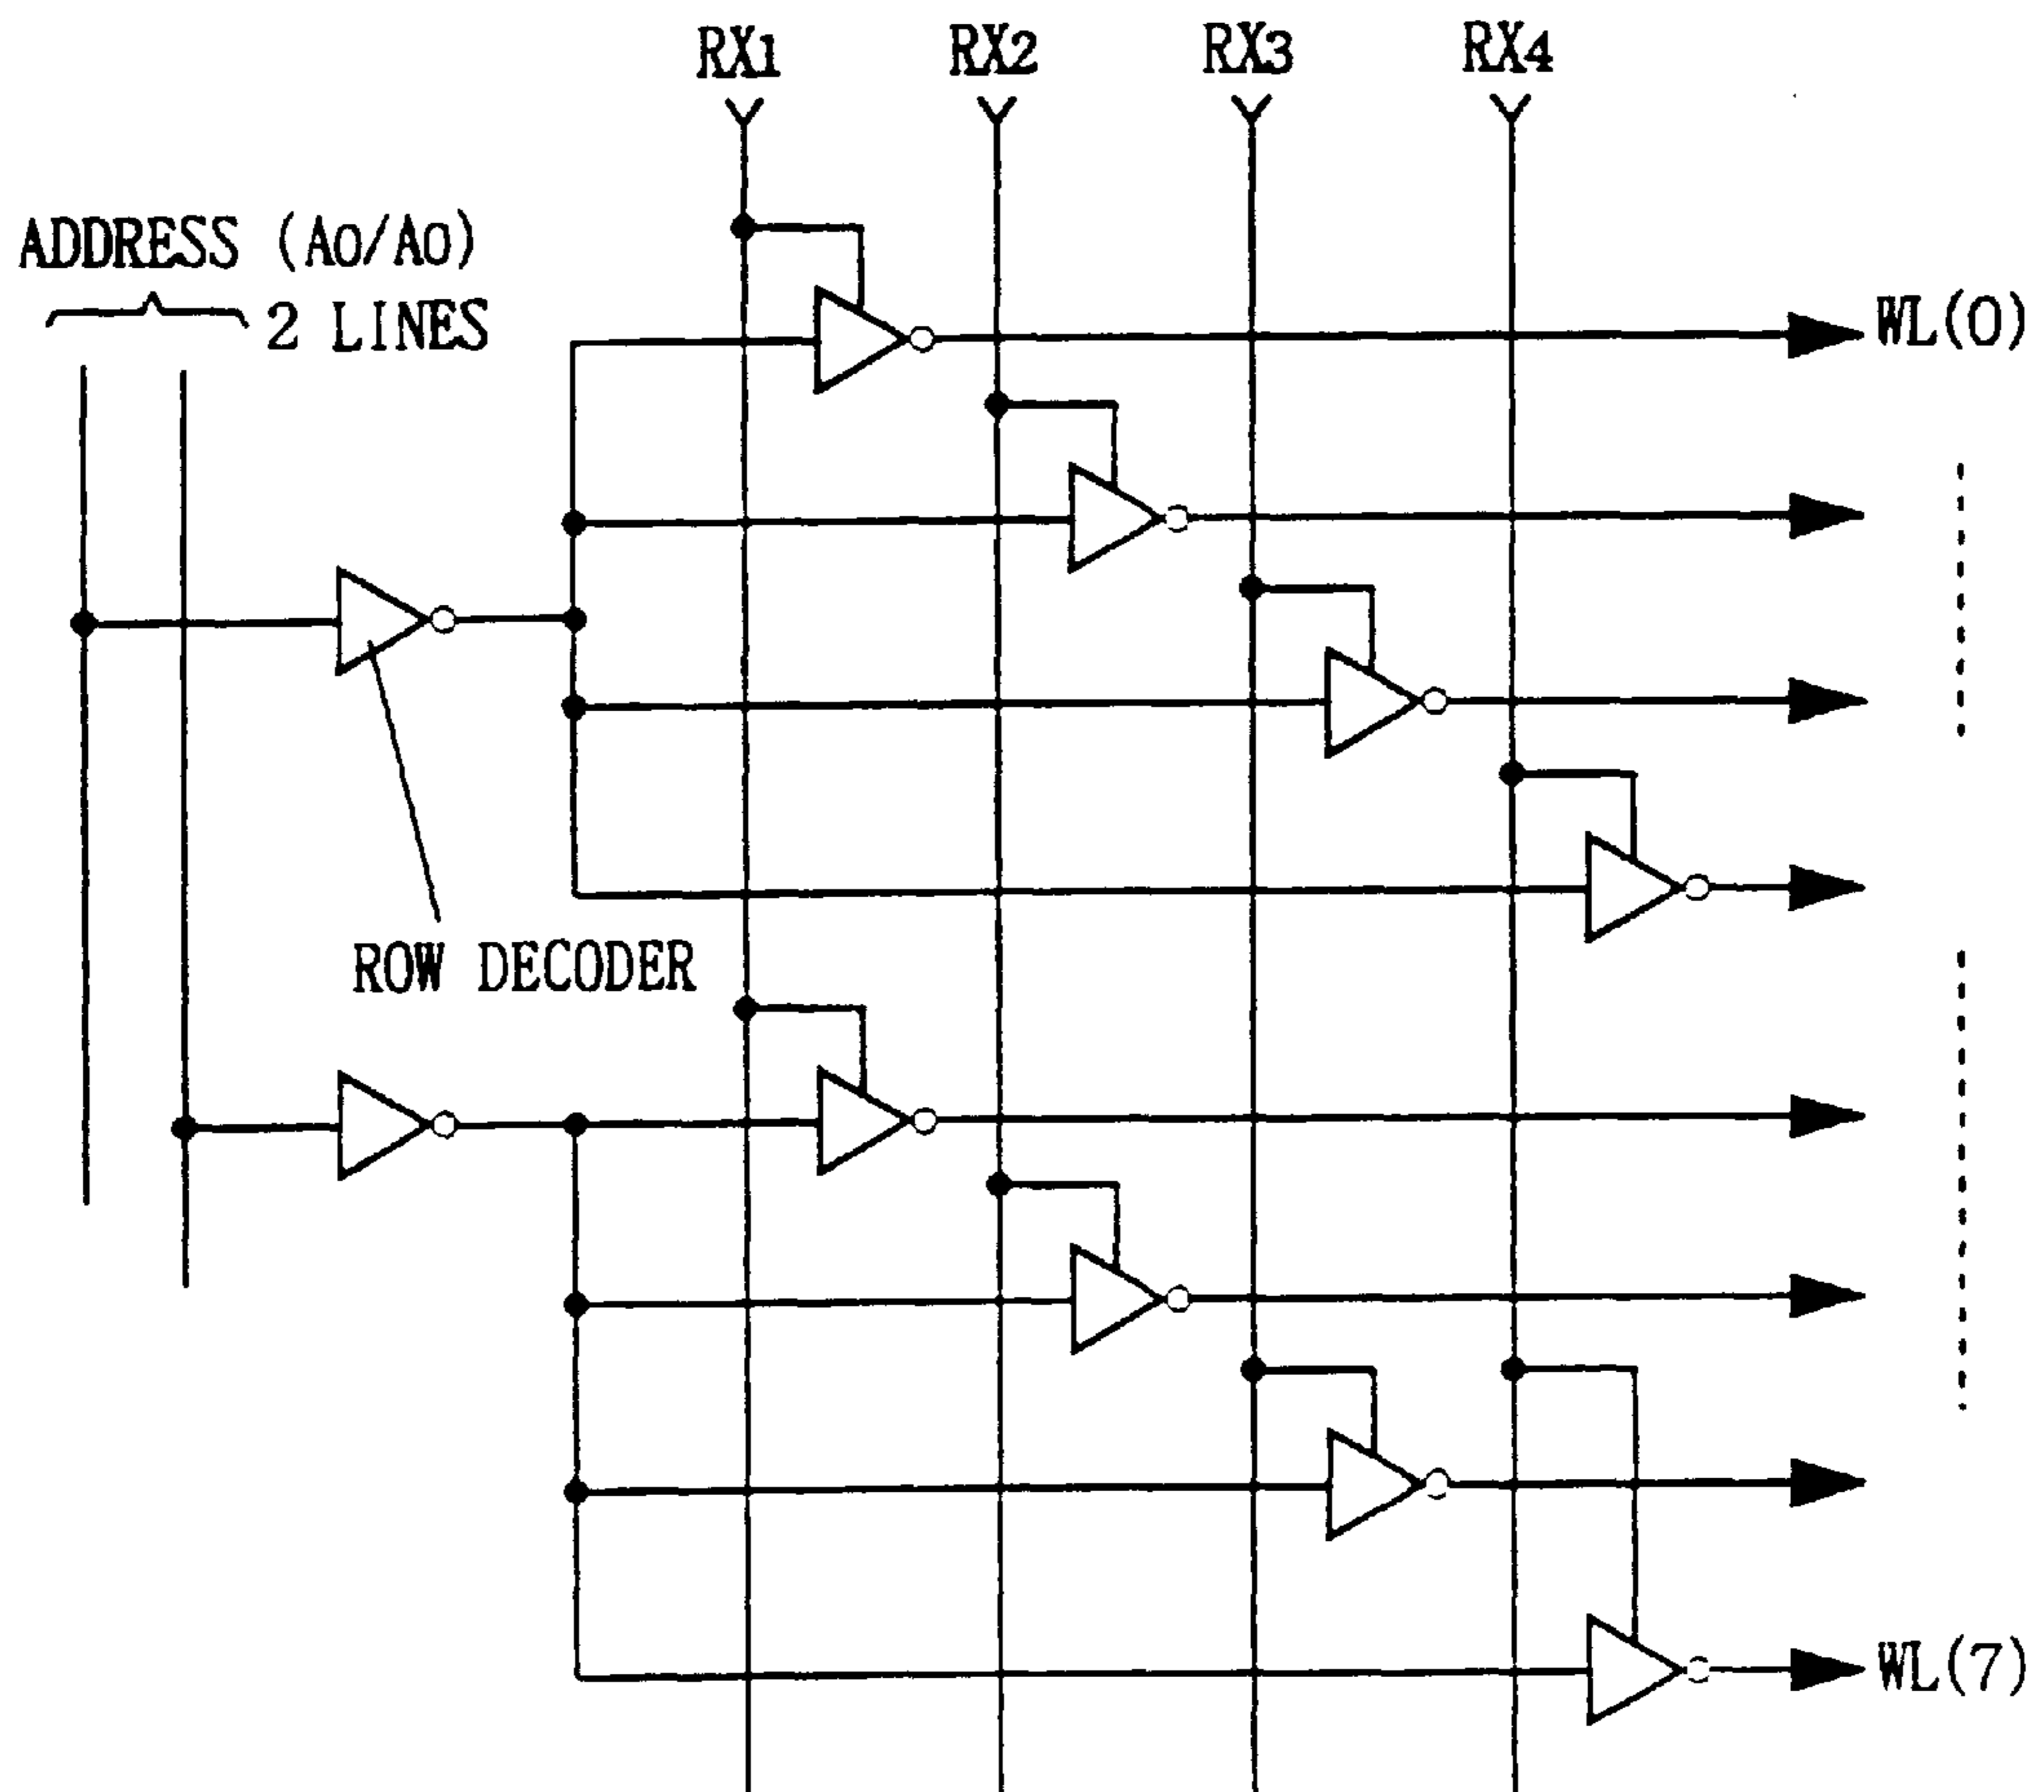 RX1 RX2 RX3 RX4
ADDRESS (A0/A0)
2 LINES
WL(0)
ROW DECODER
WL(7)